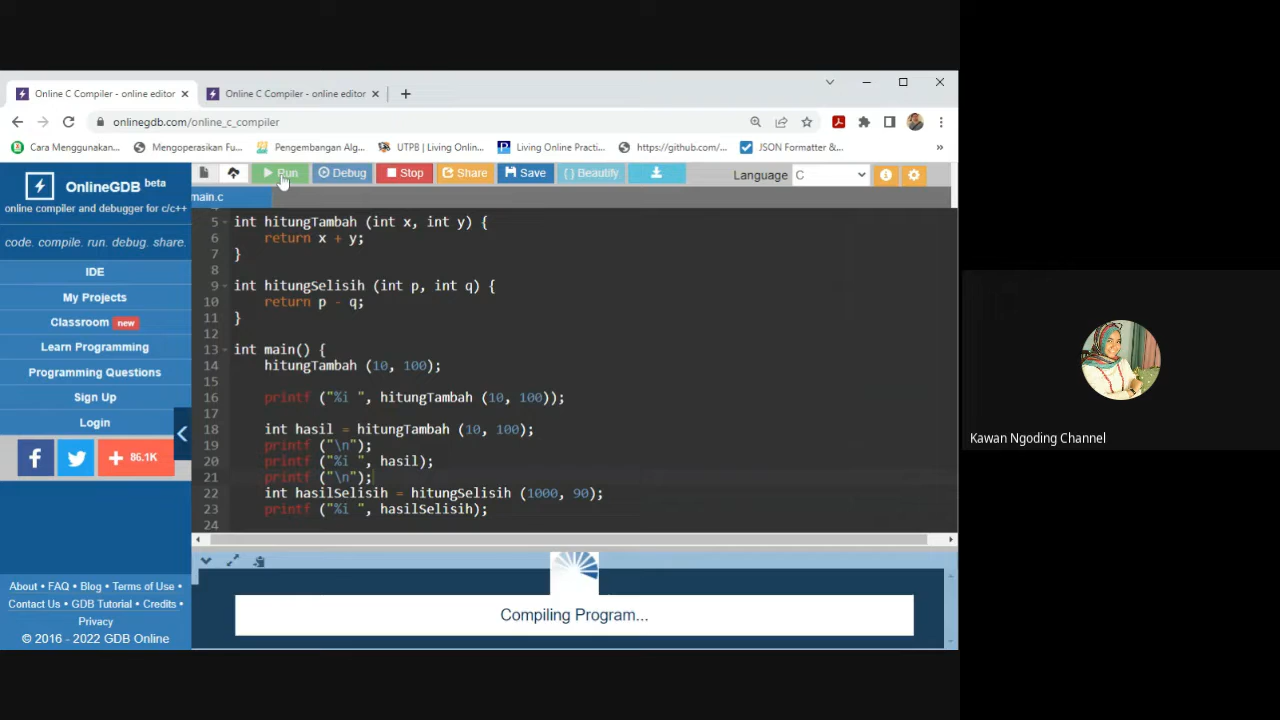 Online C Compiler - online editor
Online C Compiler - online editor
onlinegdb.com/online_c_compiler
Cara Menggunakan...
Mengoperasikan Fu...
Pengembangan Alg...
UTPB | Living Onlin...
Living Online Practi...
https://github.com/...
JSON Formatter &...
»
OnlineGDB beta
online compiler and debugger for c/c++
code. compile. run. debug. share.
IDE
My Projects
Classroom new
Learn Programming
Programming Questions
Sign Up
Login
86.1K
About • FAQ • Blog • Terms of Use •
Contact Us • GDB Tutorial • Credits •
Privacy
© 2016 - 2022 GDB Online
Run
Debug
Stop
Share
Save
{ } Beautify
Language C
main.c
5 int hitungTambah (int x, int y) {
6 return x + y;
7 }
8
9 int hitungSelisih (int p, int q) {
10 return p - q;
11 }
12
13 int main() {
14 hitungTambah (10, 100);
15
16 printf ("%i ", hitungTambah (10, 100));
17
18 int hasil = hitungTambah (10, 100);
19 printf ("\n");
20 printf ("%i ", hasil);
21 printf ("\n");
22 int hasilSelisih = hitungSelisih (1000, 90);
23 printf ("%i ", hasilSelisih);
24
Compiling Program...
Kawan Ngoding Channel